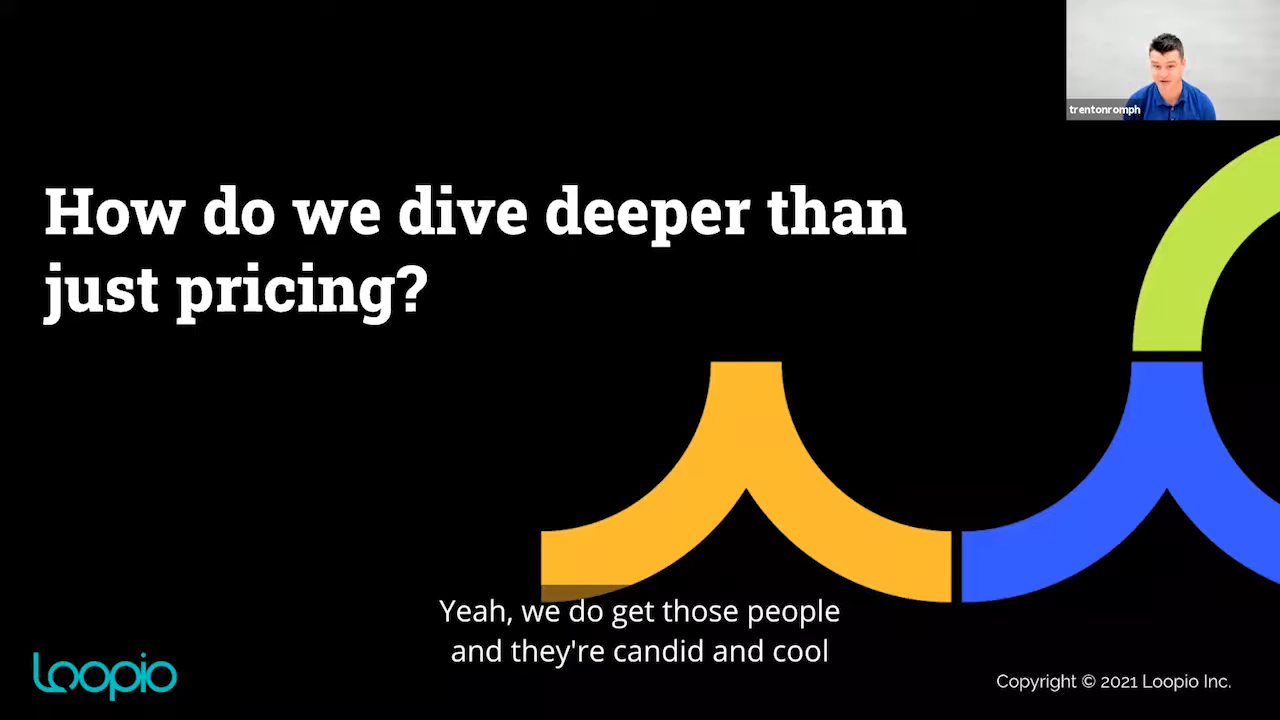 trentonromph
How do we dive deeper than
just pricing?
Yeah, we do get those people
and they're candid and cool
Loopio
Copyright © 2021 Loopio Inc.